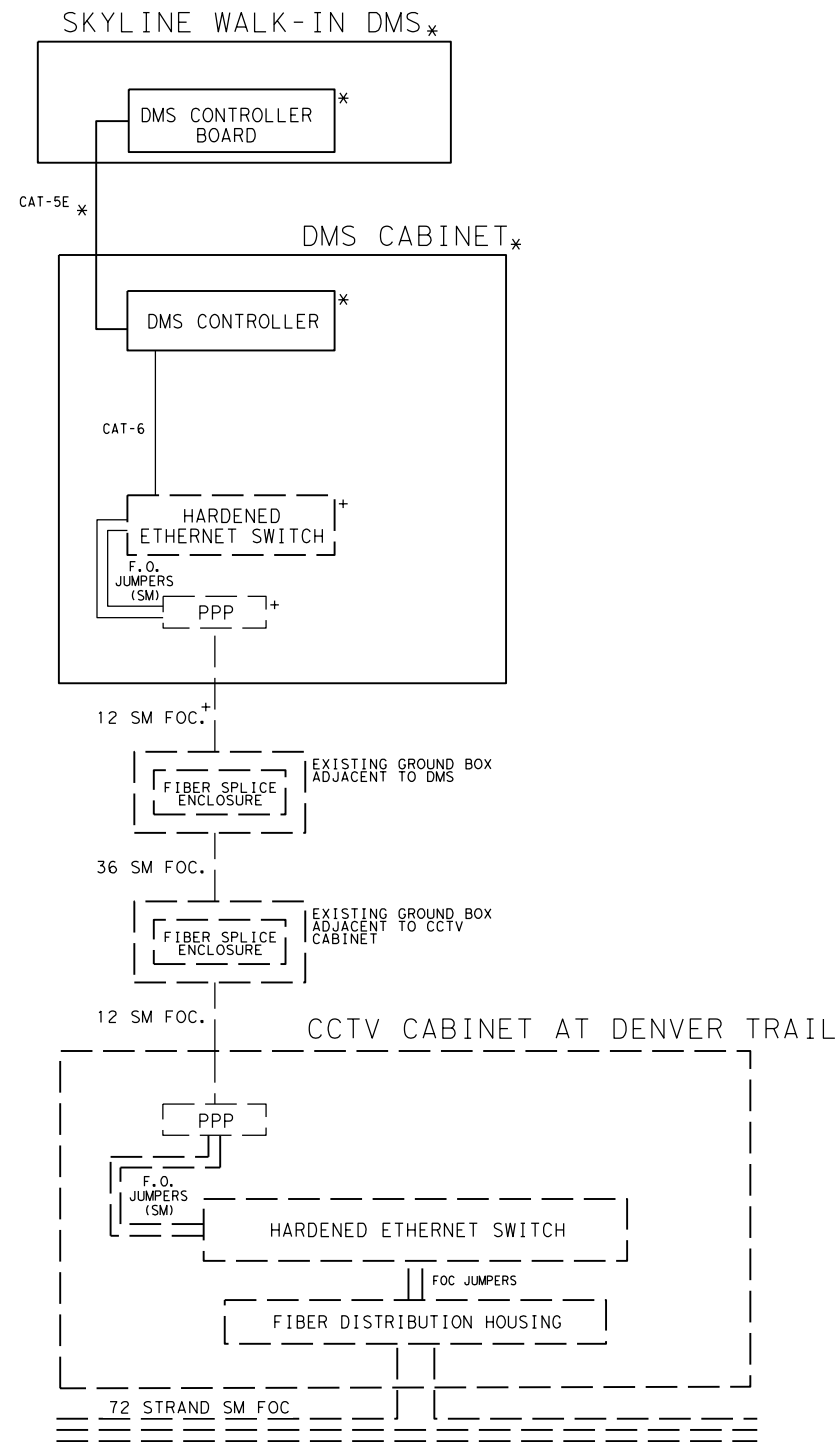 SKYLINE WALK-IN DMS*
DMS CONTROLLER *
BOARD
CAT-5E *
DMS CABINET*
DMS CONTROLLER *
CAT-6
HARDENED +
ETHERNET SWITCH
F.O.
JUMPERS
(SM)
PPP +
12 SM FOC.+
EXISTING GROUND BOX
ADJACENT TO DMS
FIBER SPLICE
ENCLOSURE
36 SM FOC.
EXISTING GROUND BOX
ADJACENT TO CCTV
CABINET
FIBER SPLICE
ENCLOSURE
12 SM FOC.
CCTV CABINET AT DENVER TRAIL
PPP
F.O.
JUMPERS
(SM)
HARDENED ETHERNET SWITCH
FOC JUMPERS
FIBER DISTRIBUTION HOUSING
72 STRAND SM FOC